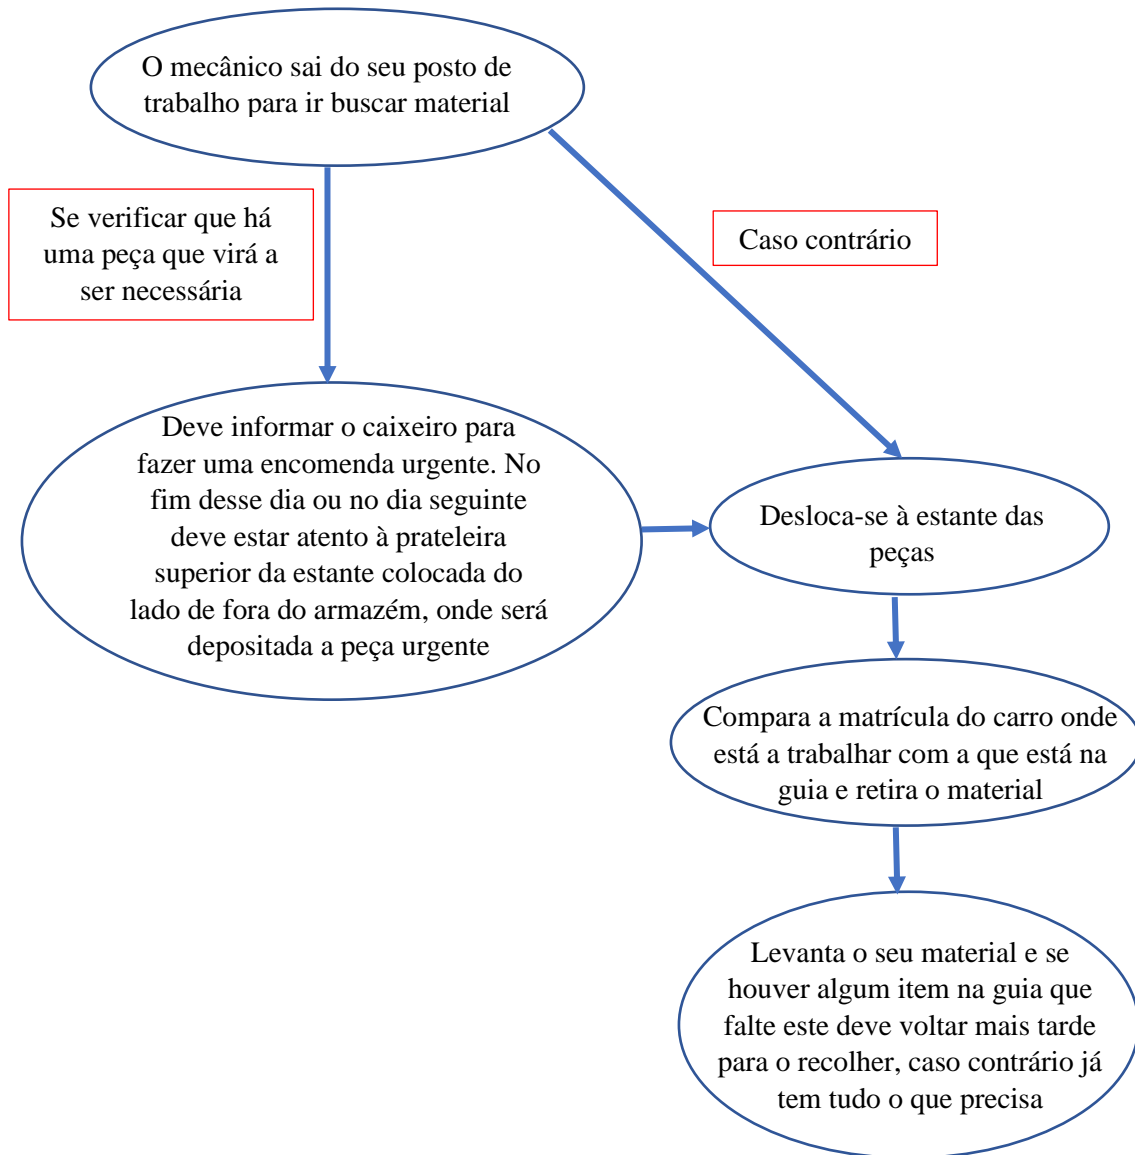 O mecânico sai do seu posto de
trabalho para ir buscar material
Se verificar que há
uma peça que virá a
ser necessária
Caso contrário
Deve informar o caixeiro para
fazer uma encomenda urgente. No
fim desse dia ou no dia seguinte
deve estar atento à prateleira
superior da estante colocada do
lado de fora do armazém, onde será
depositada a peça urgente
Desloca-se à estante das
peças
Compara a matrícula do carro onde
está a trabalhar com a que está na
guia e retira o material
Levanta o seu material e se
houver algum item na guia que
falte este deve voltar mais tarde
para o recolher, caso contrário já
tem tudo o que precisa